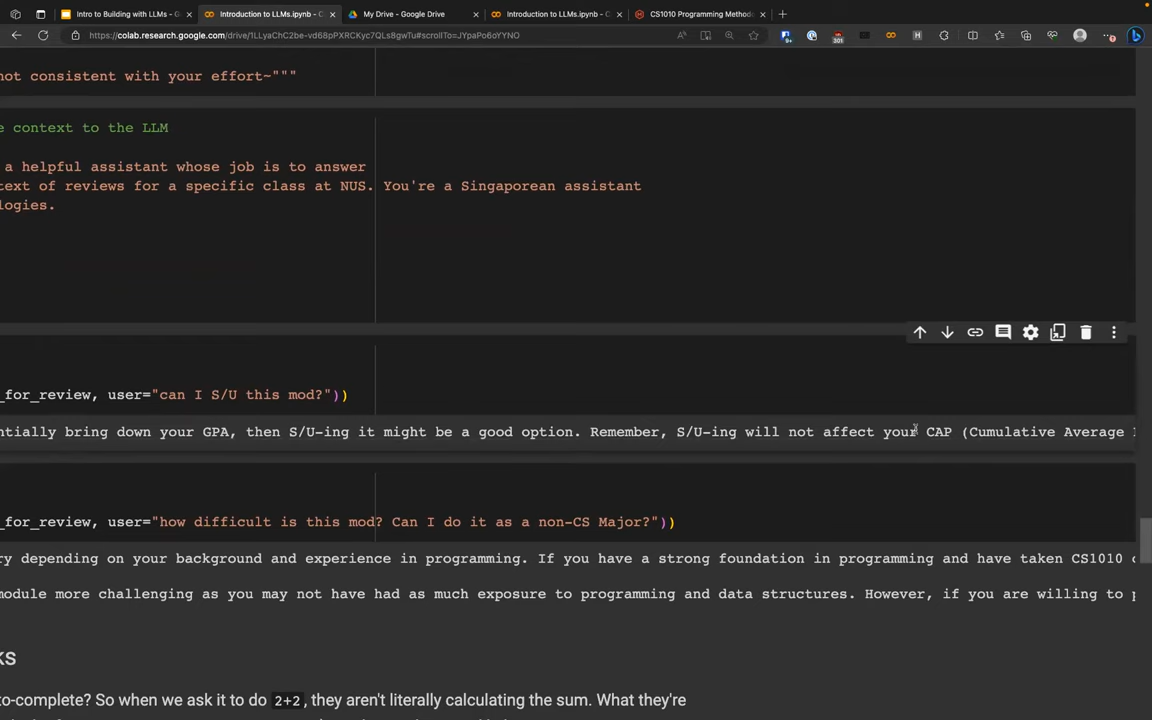 Intro to Building with LLMs - G
Introduction to LLMs.ipynb - C
My Drive - Google Drive
Introduction to LLMs.ipynb - C
CS1010 Programming Method
https://colab.research.google.com/drive/1LLyaChC2be-vd68pPXRCKyc7QLs8gwTu#scrollTo=JYpaPo6oYYNO
not consistent with your effort~"""
e context to the LLM
a helpful assistant whose job is to answer
text of reviews for a specific class at NUS. You're a Singaporean assistant
logies.
_for_review, user="can I S/U this mod?"))
ntially bring down your GPA, then S/U-ing it might be a good option. Remember, S/U-ing will not affect your CAP (Cumulative Average
_for_review, user="how difficult is this mod? Can I do it as a non-CS Major?"))
ry depending on your background and experience in programming. If you have a strong foundation in programming and have taken CS1010
module more challenging as you may not have had as much exposure to programming and data structures. However, if you are willing to
ks
to-complete? So when we ask it to do 2+2, they aren't literally calculating the sum. What they're